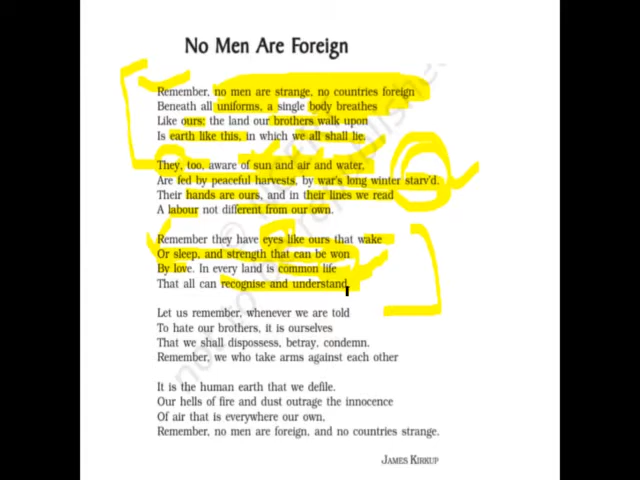 No Men Are Foreign
Remember, no men are strange, no countries foreign
Beneath all uniforms, a single body breathes
Like ours: the land our brothers walk upon
Is earth like this, in which we all shall lie.
They, too, aware of sun and air and water,
Are fed by peaceful harvests, by war's long winter starv'd.
Their hands are ours, and in their lines we read
A labour not different from our own.
Remember they have eyes like ours that wake
Or sleep, and strength that can be won
By love. In every land is common life
That all can recognise and understand.
Let us remember, whenever we are told
To hate our brothers, it is ourselves
That we shall dispossess, betray, condemn.
Remember, we who take arms against each other
It is the human earth that we defile.
Our hells of fire and dust outrage the innocence
Of air that is everywhere our own,
Remember, no men are foreign, and no countries strange.
JAMES KIRKUP